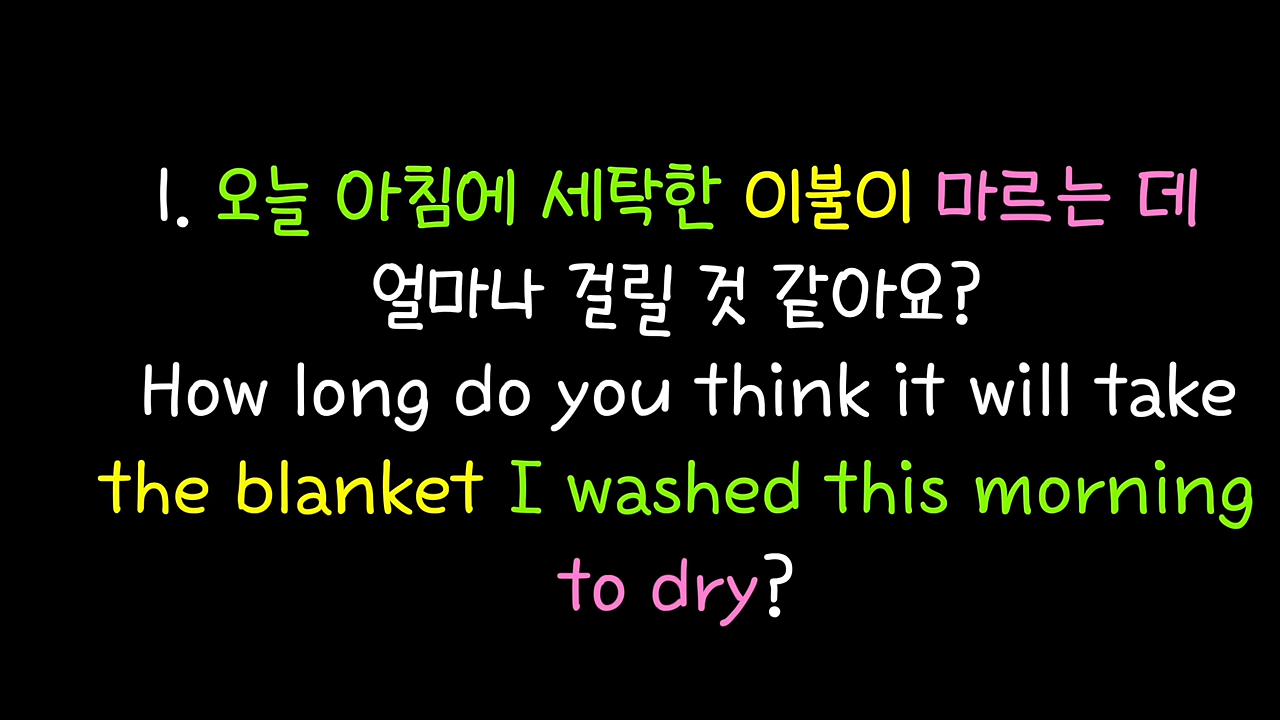 1. 오늘 아침에 세탁한 이불이 마르는 데
얼마나 걸릴 것 같아요?
How long do you think it will take
the blanket I washed this morning
to dry?